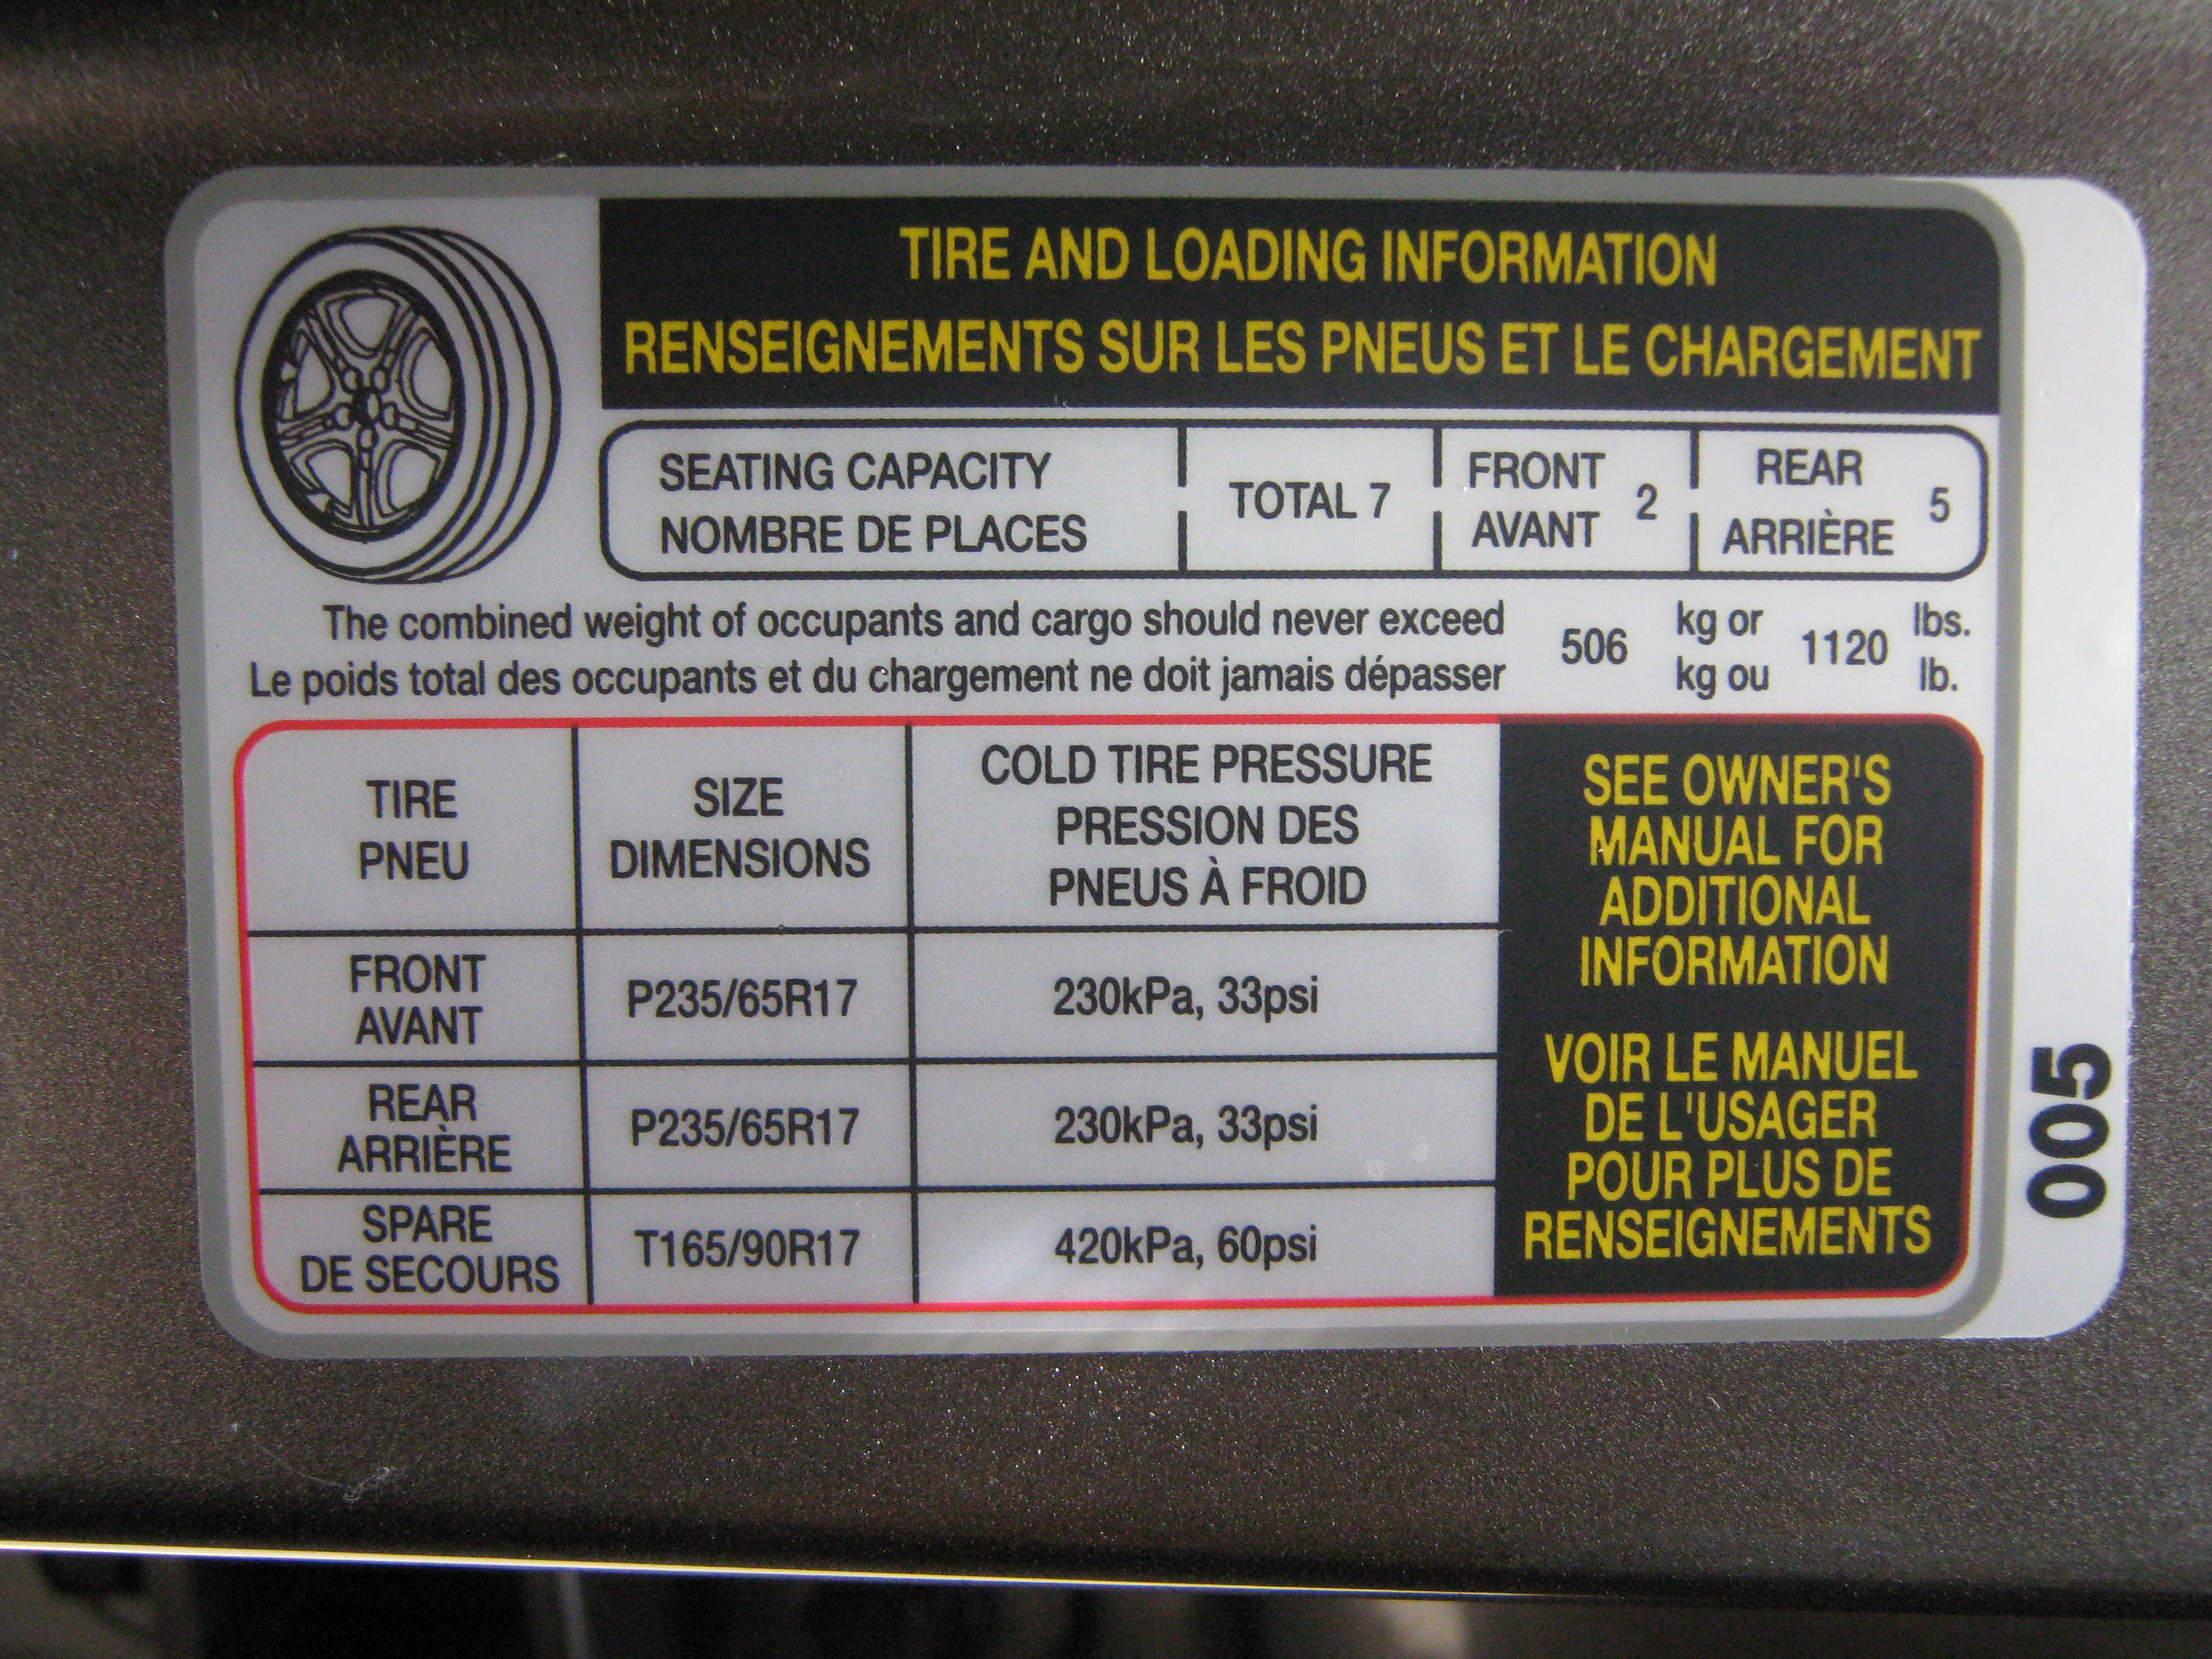 TIRE AND LOADING INFORMATION
RENSEIGNEMENTS SUR LES PNEUS ET LE CHARGEMENT
SEATING CAPACITY
NOMBRE DE PLACES
TOTAL 7
FRONT
AVANT
2
REAR
ARRIÈRE
5
The combined weight of occupants and cargo should never exceed
Le poids total des occupants et du chargement ne doit jamais dépasser
506
kg or
kg ou
1120
lbs.
lb.
TIRE
PNEU
SIZE
DIMENSIONS
COLD TIRE PRESSURE
PRESSION DES
PNEUS À FROID
FRONT
AVANT
P235/65R17
230kPa, 33psi
REAR
ARRIÈRE
P235/65R17
230kPa, 33psi
SPARE
DE SECOURS
T165/90R17
420kPa, 60psi
SEE OWNER'S
MANUAL FOR
ADDITIONAL
INFORMATION
VOIR LE MANUEL
DE L'USAGER
POUR PLUS DE
RENSEIGNEMENTS
005